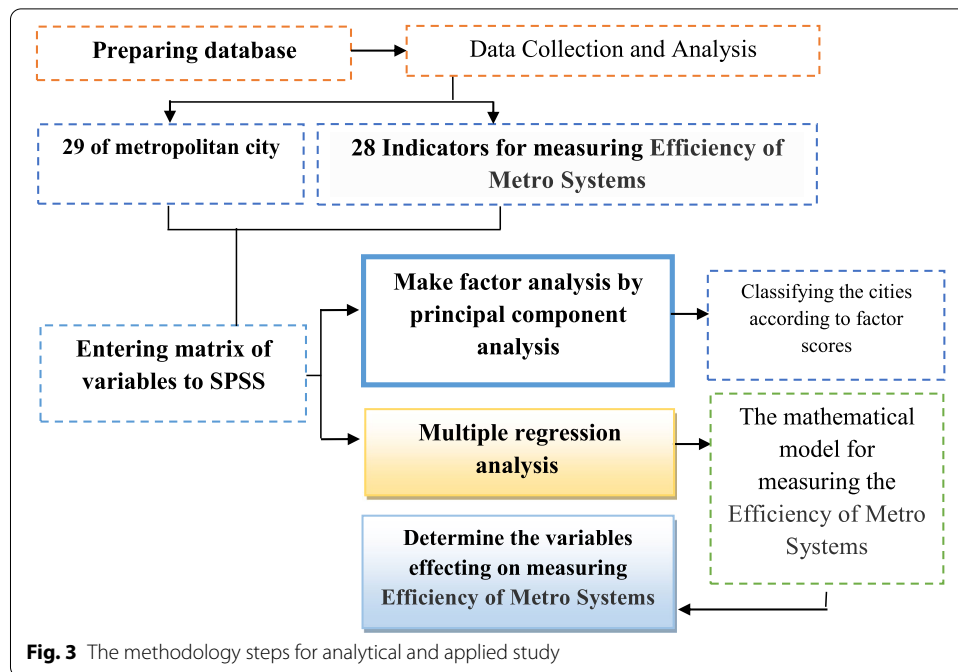 Preparing database
Data Collection and Analysis
29 of metropolitan city
28 Indicators for measuring Efficiency of
Metro Systems
Make factor analysis by
principal component
analysis
Classifying the cities
according to factor
scores
Entering matrix of
variables to SPSS
Multiple regression
analysis
The mathematical
model for
measuring the
Efficiency of Metro
Systems
Determine the variables
effecting on measuring
Efficiency of Metro Systems
Fig. 3 The methodology steps for analytical and applied study